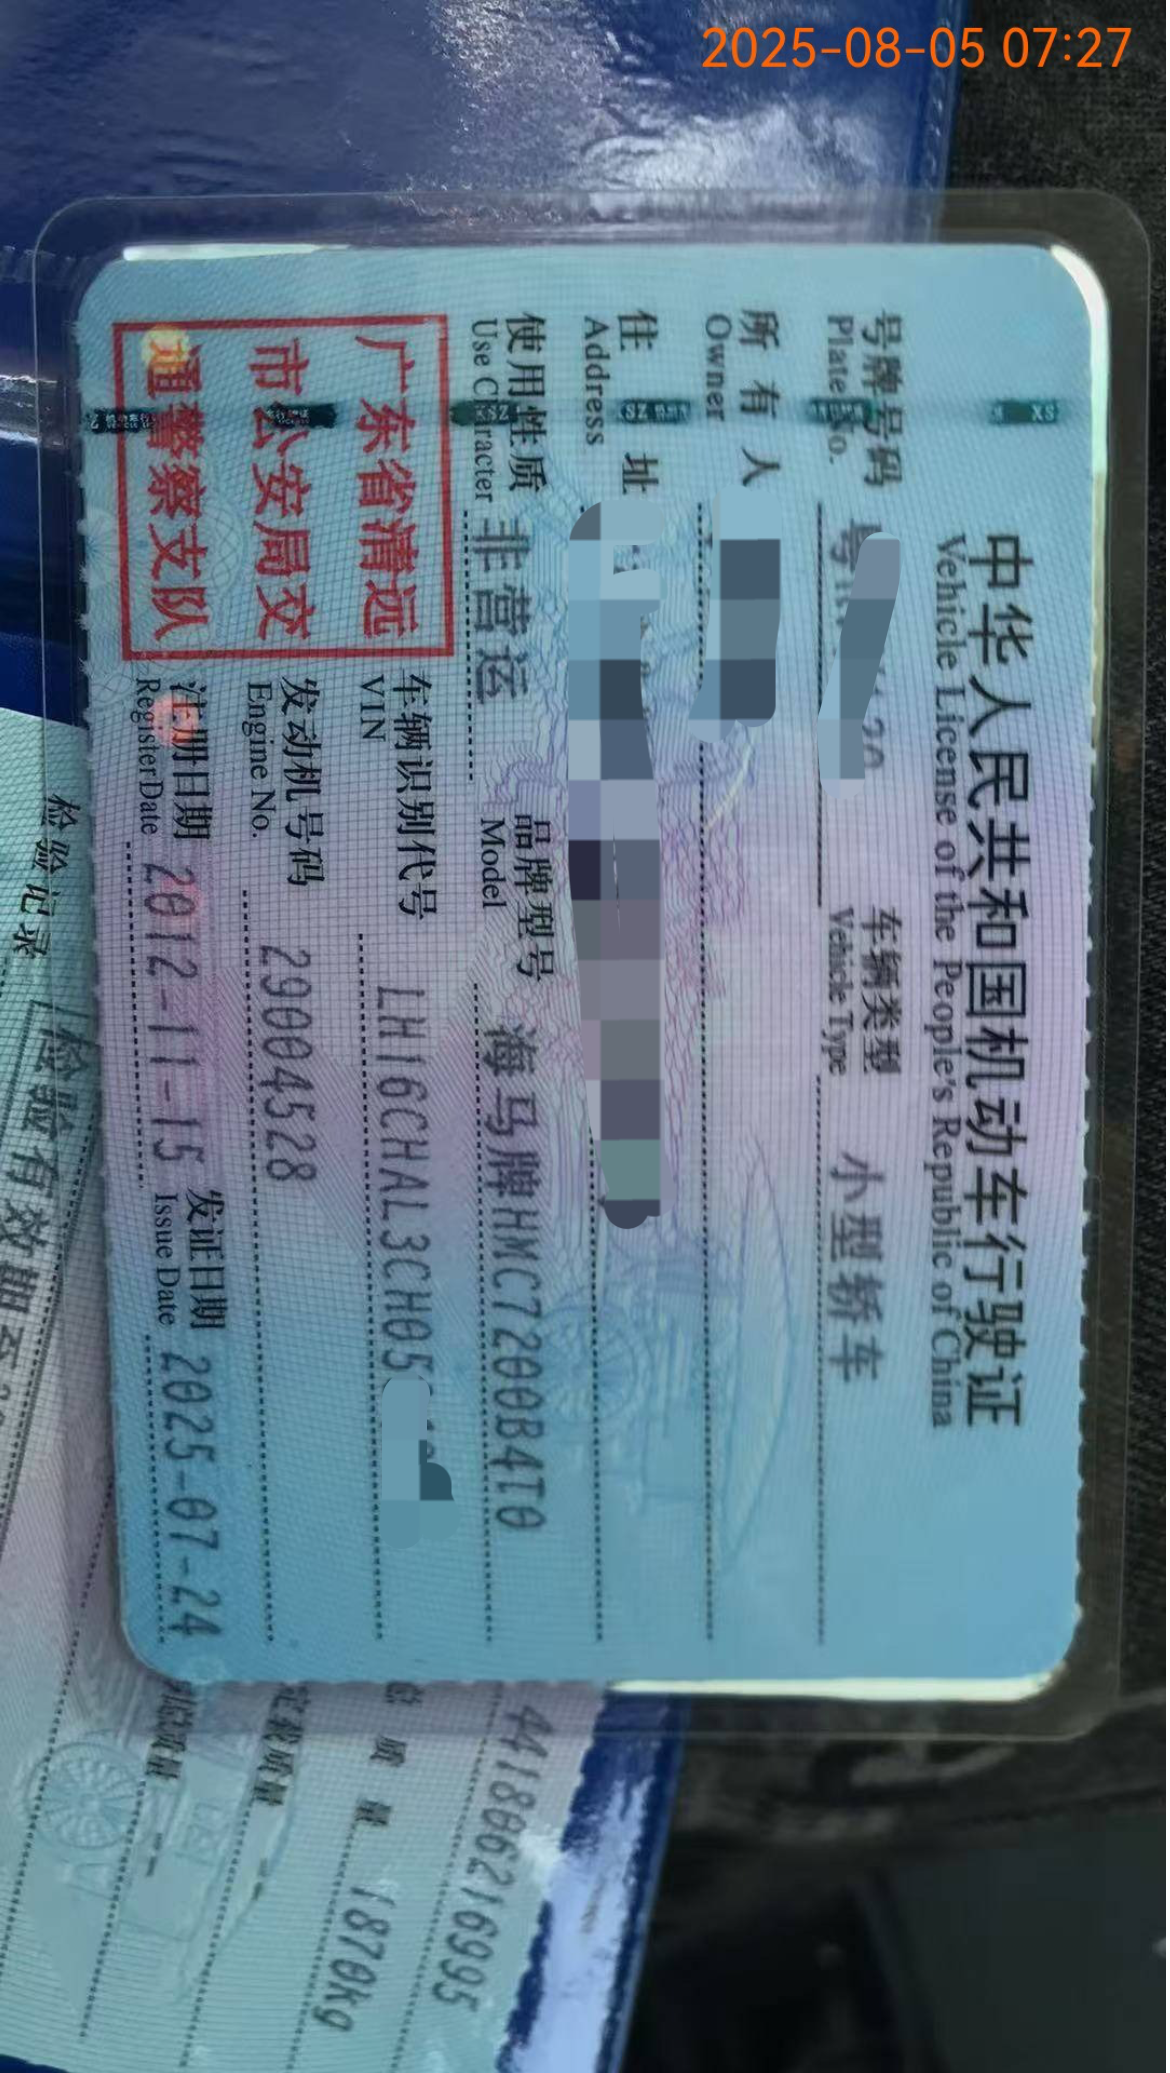 2025-08-05 07:27
中华人民共和国机动车行驶证
Vehicle License of the People's Republic of China
号牌号码
Plate No.
车辆类型 小型轿车
Vehicle Type
所有人
Owner
住址
Address
使用性质 非营运 品牌型号 海马牌HMC7200B4T0
Use Character Model
广东省清远
市公安局交
通警察支队
车辆识别代号 LH16CHAL3CH05
VIN
发动机号码 29004528
Engine No.
注册日期 2012-11-15 发证日期 2025-07-24
Register Date Issue Date
441806216995
总质量 1870kg
检验记录
检验有效期至